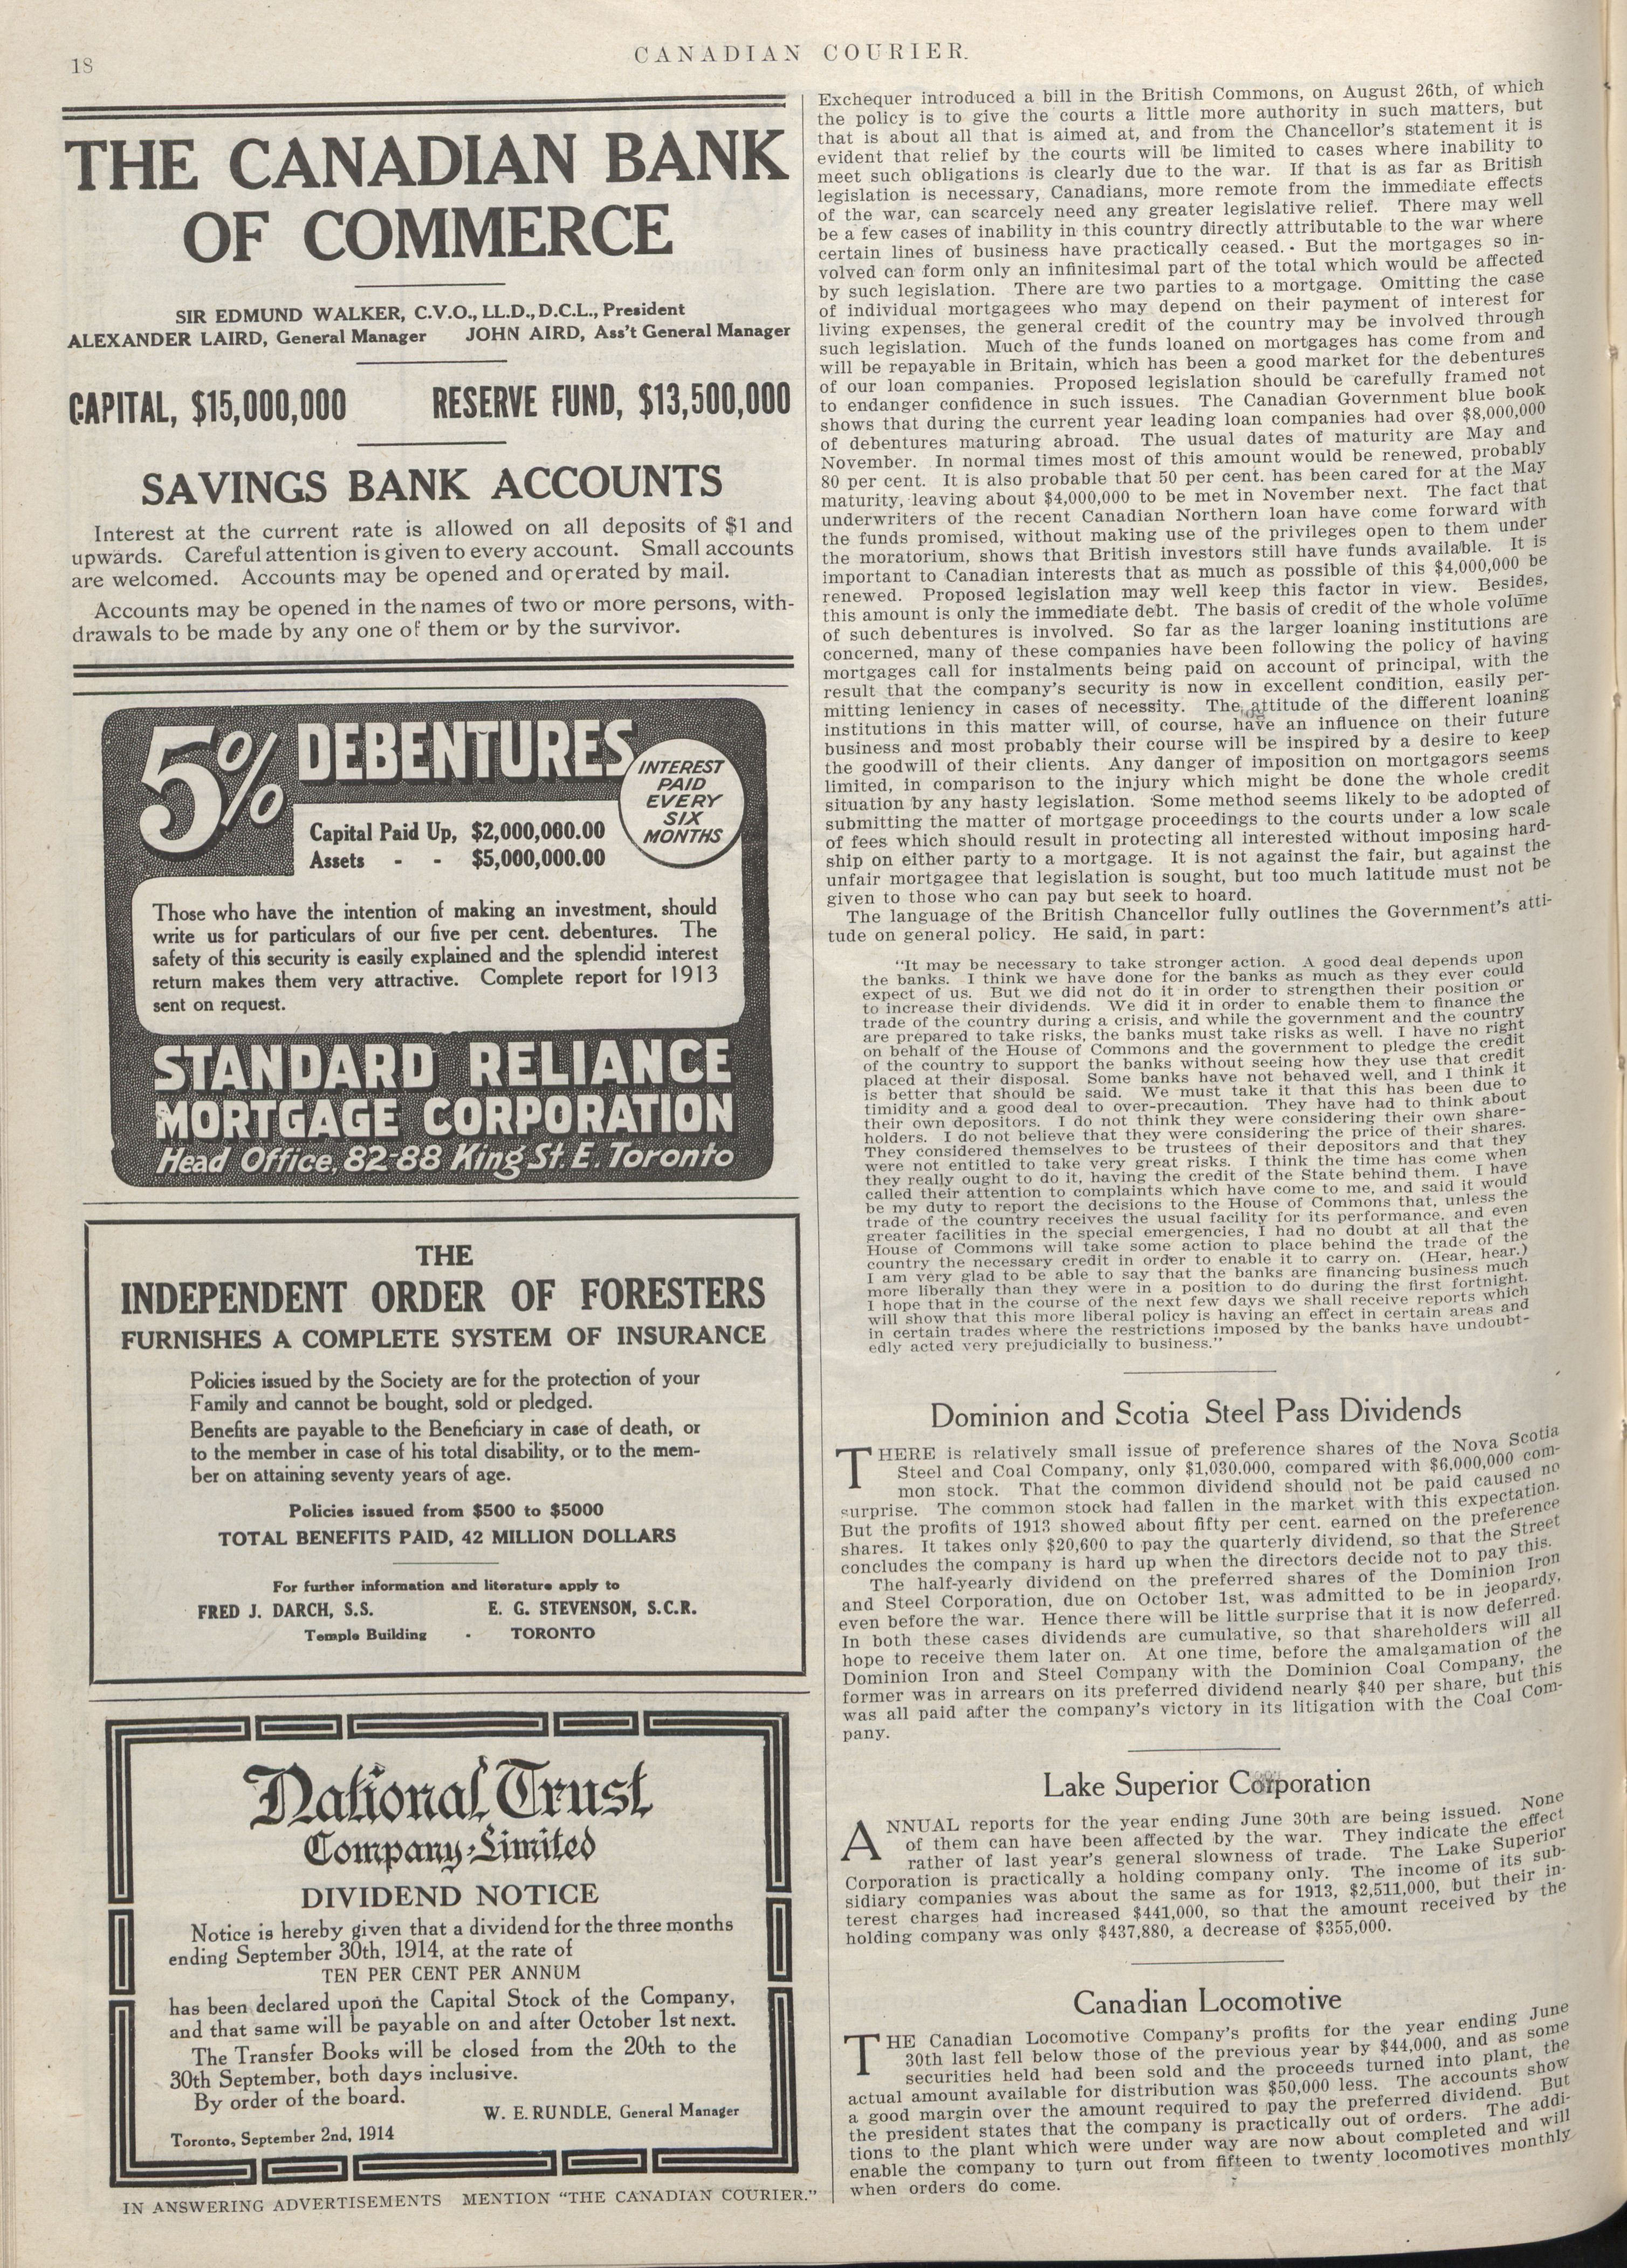 18
CANADIAN COURIER.
THE CANADIAN BANK
OF COMMERCE
SIR EDMUND WALKER, C.V.O., LL.D., D.C.L., President
ALEXANDER LAIRD, General Manager JOHN AIRD, Ass't General Manager
CAPITAL, $15,000,000 RESERVE FUND, $13,500,000
SAVINGS BANK ACCOUNTS
Interest at the current rate is allowed on all deposits of $1 and
upwards. Careful attention is given to every account. Small accounts
are welcomed. Accounts may be opened and operated by mail.
Accounts may be opened in the names of two or more persons, with-
drawals to be made by any one of them or by the survivor.
5% DEBENTURES
INTEREST
PAID
EVERY
SIX
MONTHS
Capital Paid Up, $2,000,000.00
Assets - - $5,000,000.00
Those who have the intention of making an investment, should
write us for particulars of our five per cent. debentures. The
safety of this security is easily explained and the splendid interest
return makes them very attractive. Complete report for 1913
sent on request.
STANDARD RELIANCE
MORTGAGE CORPORATION
Head Office, 82-88 King St. E. Toronto
THE
INDEPENDENT ORDER OF FORESTERS
FURNISHES A COMPLETE SYSTEM OF INSURANCE
Policies issued by the Society are for the protection of your
Family and cannot be bought, sold or pledged.
Benefits are payable to the Beneficiary in case of death, or
to the member in case of his total disability, or to the mem-
ber on attaining seventy years of age.
Policies issued from $500 to $5000
TOTAL BENEFITS PAID, 42 MILLION DOLLARS
For further information and literature apply to
FRED J. DARCH, S.S. E. G. STEVENSON, S.C.R.
Temple Building - TORONTO
National Trust
Company Limited
DIVIDEND NOTICE
Notice is hereby given that a dividend for the three months
ending September 30th, 1914, at the rate of
TEN PER CENT PER ANNUM
has been declared upon the Capital Stock of the Company,
and that same will be payable on and after October 1st next.
The Transfer Books will be closed from the 20th to the
30th September, both days inclusive.
By order of the board.
W. E. RUNDLE, General Manager
Toronto, September 2nd, 1914
IN ANSWERING ADVERTISEMENTS MENTION "THE CANADIAN COURIER."
Exchequer introduced a bill in the British Commons, on August 26th, of which
the policy is to give the courts a little more authority in such matters, but
that is about all that is aimed at, and from the Chancellor's statement it is
evident that relief by the courts will be limited to cases where inability to
meet such obligations is clearly due to the war. If that is as far as British
legislation is necessary, Canadians, more remote from the immediate effects
of the war, can scarcely need any greater legislative relief. There may well
be a few cases of inability in this country directly attributable to the war where
certain lines of business have practically ceased. But the mortgages so in-
volved can form only an infinitesimal part of the total which would be affected
by such legislation. There are two parties to a mortgage. Omitting the case
of individual mortgagees who may depend on their payment of interest for
living expenses, the general credit of the country may be involved through
such legislation. Much of the funds loaned on mortgages has come from and
will be repayable in Britain, which has been a good market for the debentures
of our loan companies. Proposed legislation should be carefully framed not
to endanger confidence in such issues. The Canadian Government blue book
shows that during the current year leading loan companies had over $8,000,000
of debentures maturing abroad. The usual dates of maturity are May and
November. In normal times most of this amount would be renewed, probably
80 per cent. It is also probable that 50 per cent. has been cared for at the May
maturity, leaving about $4,000,000 to be met in November next. The fact that
underwriters of the recent Canadian Northern loan have come forward with
the funds promised, without making use of the privileges open to them under
the moratorium, shows that British investors still have funds available. It is
important to Canadian interests that as much as possible of this $4,000,000 be
renewed. Proposed legislation may well keep this factor in view. Besides,
this amount is only the immediate debt. The basis of credit of the whole volume
of such debentures is involved. So far as the larger loaning institutions are
concerned, many of these companies have been following the policy of having
mortgages call for instalments being paid on account of principal, with the
result that the company's security is now in excellent condition, easily per-
mitting leniency in cases of necessity. The attitude of the different loaning
institutions in this matter will, of course, have an influence on their future
business and most probably their course will be inspired by a desire to keep
the goodwill of their clients. Any danger of imposition on mortgagors seems
limited, in comparison to the injury which might be done the whole credit
situation by any hasty legislation. Some method seems likely to be adopted of
submitting the matter of mortgage proceedings to the courts under a low scale
of fees which should result in protecting all interested without imposing hard-
ship on either party to a mortgage. It is not against the fair, but against the
unfair mortgagee that legislation is sought, but too much latitude must not be
given to those who can pay but seek to hoard.
The language of the British Chancellor fully outlines the Government's atti-
tude on general policy. He said, in part:
"It may be necessary to take stronger action. A good deal depends upon
the banks. I think we have done for the banks as much as they ever could
expect of us. But we did not do it in order to strengthen their position or
to increase their dividends. We did it in order to enable them to finance the
trade of the country during a crisis, and while the government and the country
are prepared to take risks, the banks must take risks as well. I have no right
on behalf of the House of Commons and the government to pledge the credit
of the country to support the banks without seeing how they use that credit
placed at their disposal. Some banks have not behaved well, and I think it
is better that should be said. We must take it that this has been due to
timidity and a good deal to over-precaution. They have had to think about
their own depositors. I do not think they were considering their own share-
holders. I do not believe that they were considering the price of their shares.
They considered themselves to be trustees of their depositors and that they
were not entitled to take very great risks. I think the time has come when
they really ought to do it, having the credit of the State behind them. I have
called their attention to complaints which have come to me, and said it would
be my duty to report the decisions to the House of Commons that, unless the
trade of the country receives the usual facility for its performance, and even
greater facilities in the special emergencies, I had no doubt at all that the
House of Commons will take some action to place behind the trade of the
country the necessary credit in order to enable it to carry on. (Hear, hear.)
I am very glad to be able to say that the banks are financing business much
more liberally than they were in a position to do during the first fortnight.
I hope that in the course of the next few days we shall receive reports which
will show that this more liberal policy is having an effect in certain areas and
in certain trades where the restrictions imposed by the banks have undoubt-
edly acted very prejudicially to business."
Dominion and Scotia Steel Pass Dividends
THERE is relatively small issue of preference shares of the Nova Scotia
Steel and Coal Company, only $1,030.000, compared with $6.000,000 com-
mon stock. That the common dividend should not be paid caused no
surprise. The common stock had fallen in the market with this expectation.
But the profits of 1913 showed about fifty per cent. earned on the preference
shares. It takes only $20,600 to pay the quarterly dividend, so that the Street
concludes the company is hard up when the directors decide not to pay this.
The half-yearly dividend on the preferred shares of the Dominion Iron
and Steel Corporation, due on October 1st, was admitted to be in jeopardy,
even before the war. Hence there will be little surprise that it is now deferred.
In both these cases dividends are cumulative, so that shareholders will all
hope to receive them later on. At one time, before the amalgamation of the
Dominion Iron and Steel Company with the Dominion Coal Company, the
former was in arrears on its preferred dividend nearly $40 per share, but this
was all paid after the company's victory in its litigation with the Coal Com-
pany.
Lake Superior Corporation
ANNUAL reports for the year ending June 30th are being issued. None
of them can have been affected by the war. They indicate the effect
rather of last year's general slowness of trade. The Lake Superior
Corporation is practically a holding company only. The income of its sub-
sidiary companies was about the same as for 1913, $2,511,000, but their in-
terest charges had increased $441,000, so that the amount received by the
holding company was only $437,880, a decrease of $355,000.
Canadian Locomotive
THE Canadian Locomotive Company's profits for the year ending June
30th last fell below those of the previous year by $44,000, and as some
securities held had been sold and the proceeds turned into plant, the
actual amount available for distribution was $50,000 less. The accounts show
a good margin over the amount required to pay the preferred dividend. But
the president states that the company is practically out of orders. The addi-
tions to the plant which were under way are now about completed and will
enable the company to turn out from fifteen to twenty locomotives monthly
when orders do come.